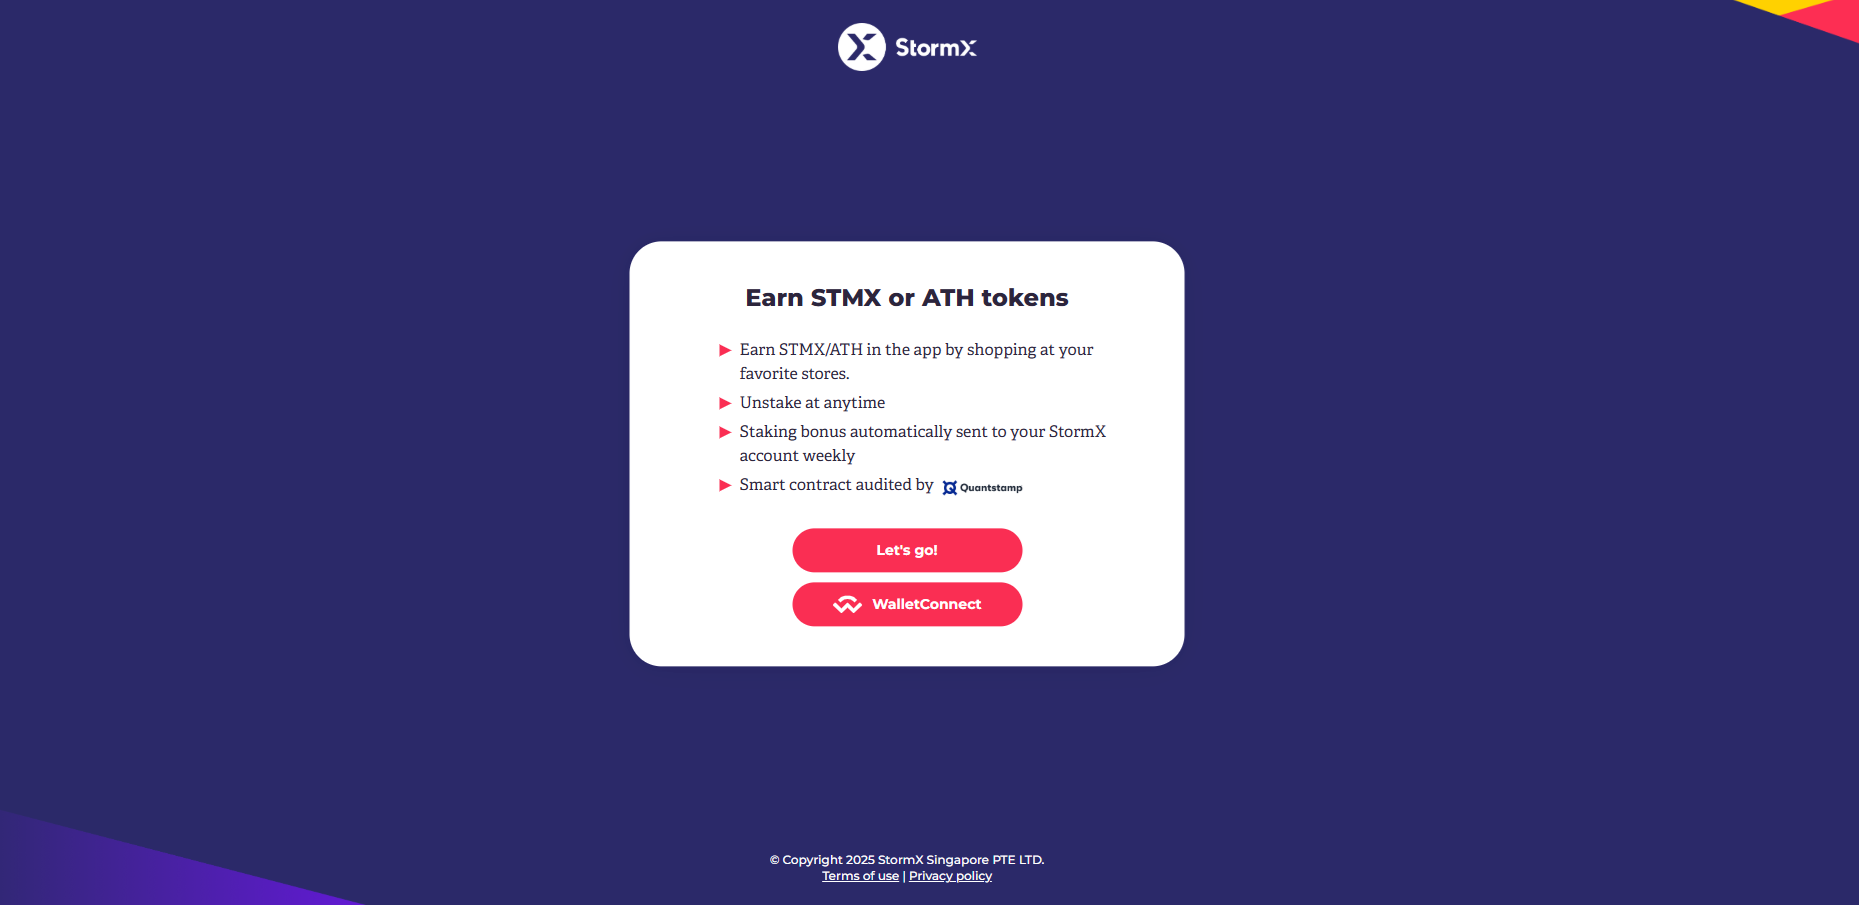 StormX
Earn STMX or ATH tokens
Earn STMX/ATH in the app by shopping at your
favorite stores.
Unstake at anytime
Staking bonus automatically sent to your StormX
account weekly
Smart contract audited by Quantstamp
Let's go!
WalletConnect
© Copyright 2025 StormX Singapore PTE LTD.
Terms of use | Privacy policy